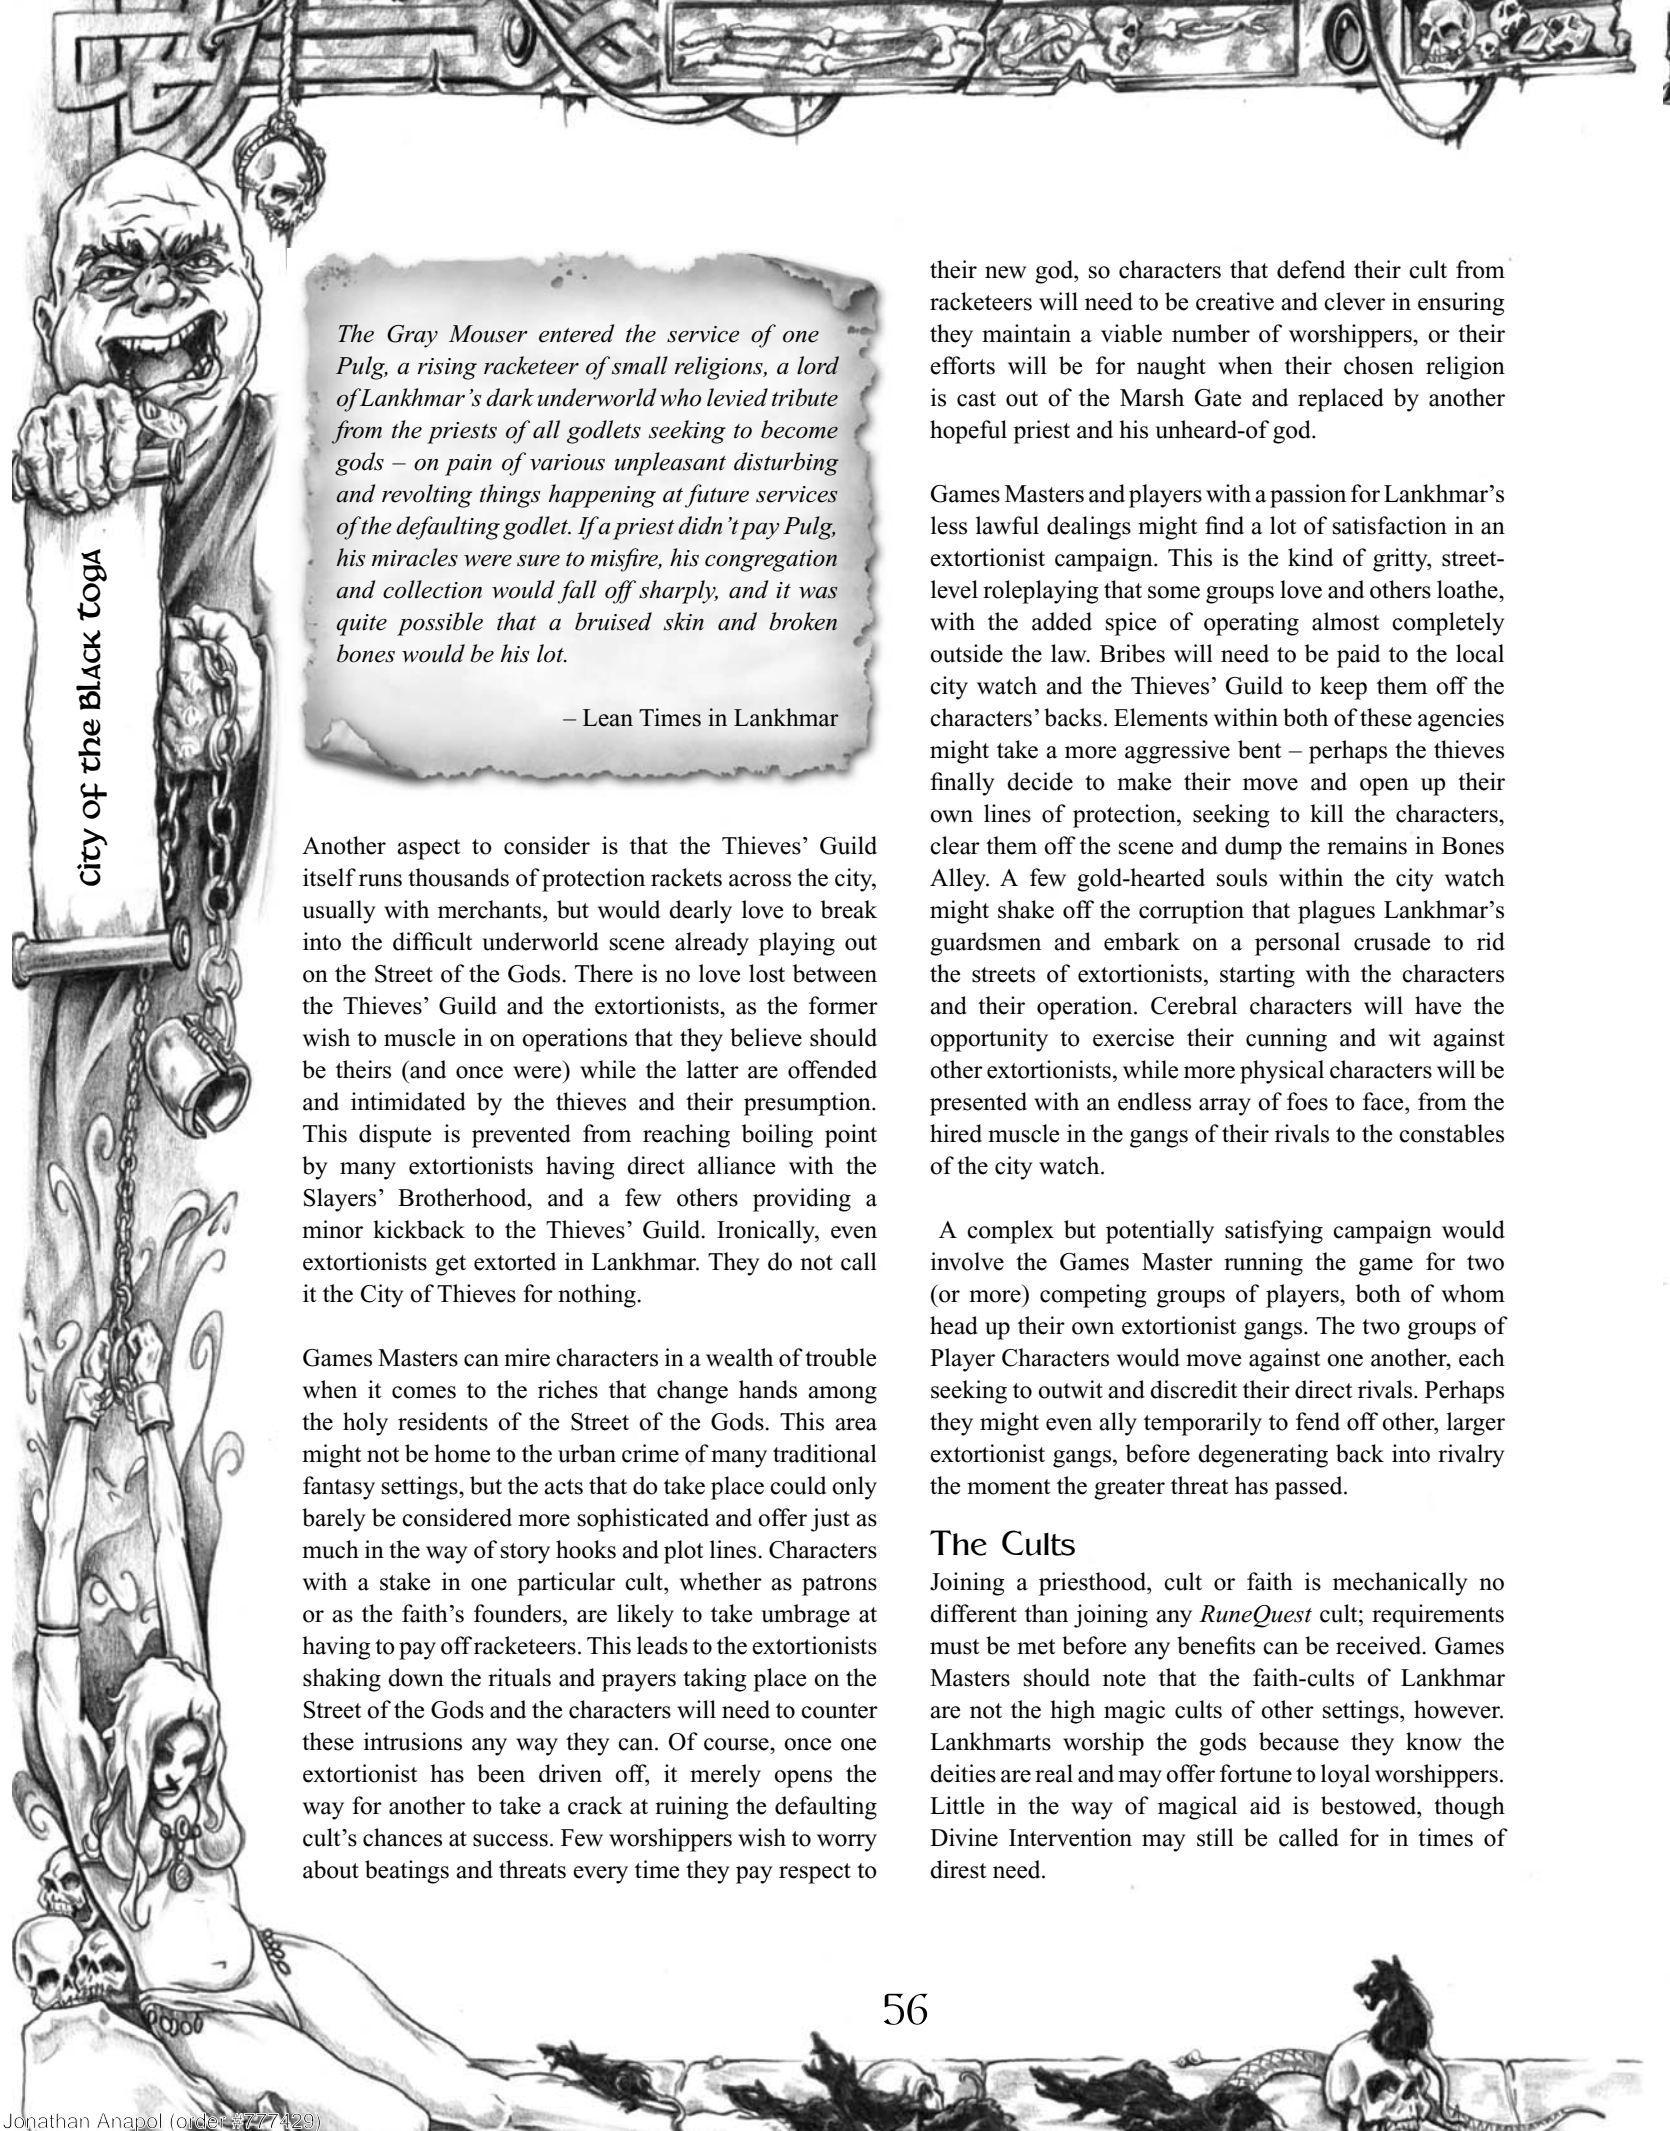 City of the Black Toga
The Gray Mouser entered the service of one
Pulg, a rising racketeer of small religions, a lord
of Lankhmar's dark underworld who levied tribute
from the priests of all godlets seeking to become
gods – on pain of various unpleasant disturbing
and revolting things happening at future services
of the defaulting godlet. If a priest didn't pay Pulg,
his miracles were sure to misfire, his congregation
and collection would fall off sharply, and it was
quite possible that a bruised skin and broken
bones would be his lot.
– Lean Times in Lankhmar
Another aspect to consider is that the Thieves' Guild
itself runs thousands of protection rackets across the city,
usually with merchants, but would dearly love to break
into the difficult underworld scene already playing out
on the Street of the Gods. There is no love lost between
the Thieves' Guild and the extortionists, as the former
wish to muscle in on operations that they believe should
be theirs (and once were) while the latter are offended
and intimidated by the thieves and their presumption.
This dispute is prevented from reaching boiling point
by many extortionists having direct alliance with the
Slayers' Brotherhood, and a few others providing a
minor kickback to the Thieves' Guild. Ironically, even
extortionists get extorted in Lankhmar. They do not call
it the City of Thieves for nothing.
Games Masters can mire characters in a wealth of trouble
when it comes to the riches that change hands among
the holy residents of the Street of the Gods. This area
might not be home to the urban crime of many traditional
fantasy settings, but the acts that do take place could only
barely be considered more sophisticated and offer just as
much in the way of story hooks and plot lines. Characters
with a stake in one particular cult, whether as patrons
or as the faith's founders, are likely to take umbrage at
having to pay off racketeers. This leads to the extortionists
shaking down the rituals and prayers taking place on the
Street of the Gods and the characters will need to counter
these intrusions any way they can. Of course, once one
extortionist has been driven off, it merely opens the
way for another to take a crack at ruining the defaulting
cult's chances at success. Few worshippers wish to worry
about beatings and threats every time they pay respect to
their new god, so characters that defend their cult from
racketeers will need to be creative and clever in ensuring
they maintain a viable number of worshippers, or their
efforts will be for naught when their chosen religion
is cast out of the Marsh Gate and replaced by another
hopeful priest and his unheard-of god.
Games Masters and players with a passion for Lankhmar's
less lawful dealings might find a lot of satisfaction in an
extortionist campaign. This is the kind of gritty, street-
level roleplaying that some groups love and others loathe,
with the added spice of operating almost completely
outside the law. Bribes will need to be paid to the local
city watch and the Thieves' Guild to keep them off the
characters' backs. Elements within both of these agencies
might take a more aggressive bent – perhaps the thieves
finally decide to make their move and open up their
own lines of protection, seeking to kill the characters,
clear them off the scene and dump the remains in Bones
Alley. A few gold-hearted souls within the city watch
might shake off the corruption that plagues Lankhmar's
guardsmen and embark on a personal crusade to rid
the streets of extortionists, starting with the characters
and their operation. Cerebral characters will have the
opportunity to exercise their cunning and wit against
other extortionists, while more physical characters will be
presented with an endless array of foes to face, from the
hired muscle in the gangs of their rivals to the constables
of the city watch.
A complex but potentially satisfying campaign would
involve the Games Master running the game for two
(or more) competing groups of players, both of whom
head up their own extortionist gangs. The two groups of
Player Characters would move against one another, each
seeking to outwit and discredit their direct rivals. Perhaps
they might even ally temporarily to fend off other, larger
extortionist gangs, before degenerating back into rivalry
the moment the greater threat has passed.
The Cults
Joining a priesthood, cult or faith is mechanically no
different than joining any RuneQuest cult; requirements
must be met before any benefits can be received. Games
Masters should note that the faith-cults of Lankhmar
are not the high magic cults of other settings, however.
Lankhmarts worship the gods because they know the
deities are real and may offer fortune to loyal worshippers.
Little in the way of magical aid is bestowed, though
Divine Intervention may still be called for in times of
direst need.
56
Jonathan Anapol (order #777429)